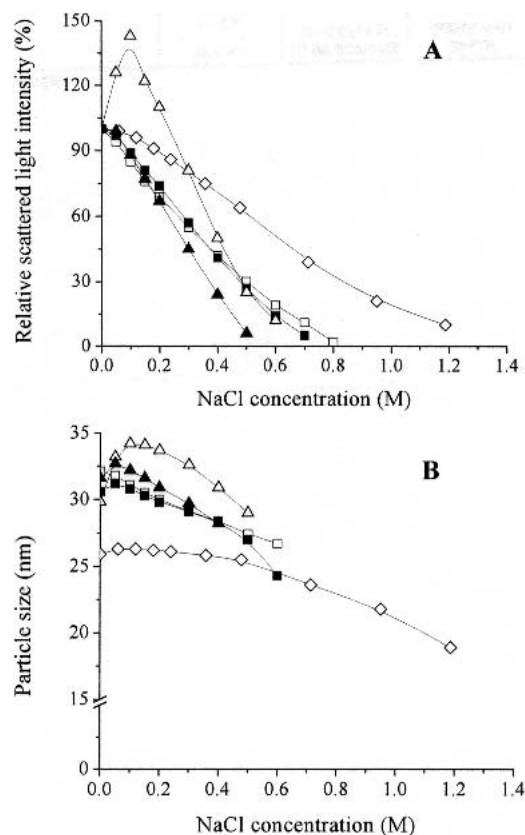 A
150
120
90
60
30
0
Relative scattered light intensity (%)
0.0 0.2 0.4 0.6 0.8 1.0 1.2 1.4
NaCl concentration (M)
B
35
30
25
20
15
0
Particle size (nm)
0.0 0.2 0.4 0.6 0.8 1.0 1.2 1.4
NaCl concentration (M)